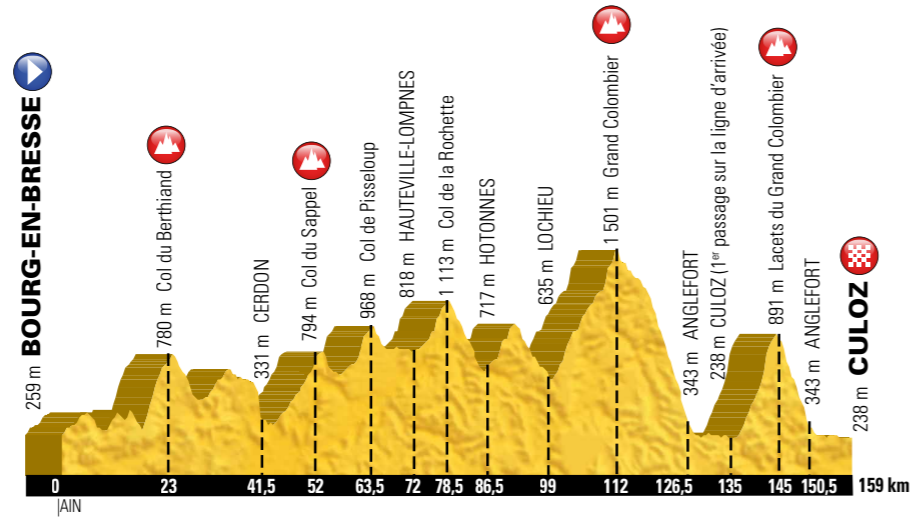 259 m BOURG-EN-BRESSE
780 m Col du Berthiand
331 m CERDON
794 m Col du Sappel
968 m Col de Pisseloup
818 m HAUTEVILLE-LOMPNES
1 113 m Col de la Rochette
717 m HOTONNES
635 m LOCHIEU
1 501 m Grand Colombier
343 m ANGLEFORT
238 m CULOZ (1er passage sur la ligne d'arrivée)
891 m Lacets du Grand Colombier
343 m ANGLEFORT
238 m CULOZ
0 23 41,5 52 63,5 72 78,5 86,5 99 112 126,5 135 145 150,5 159 km
|AIN